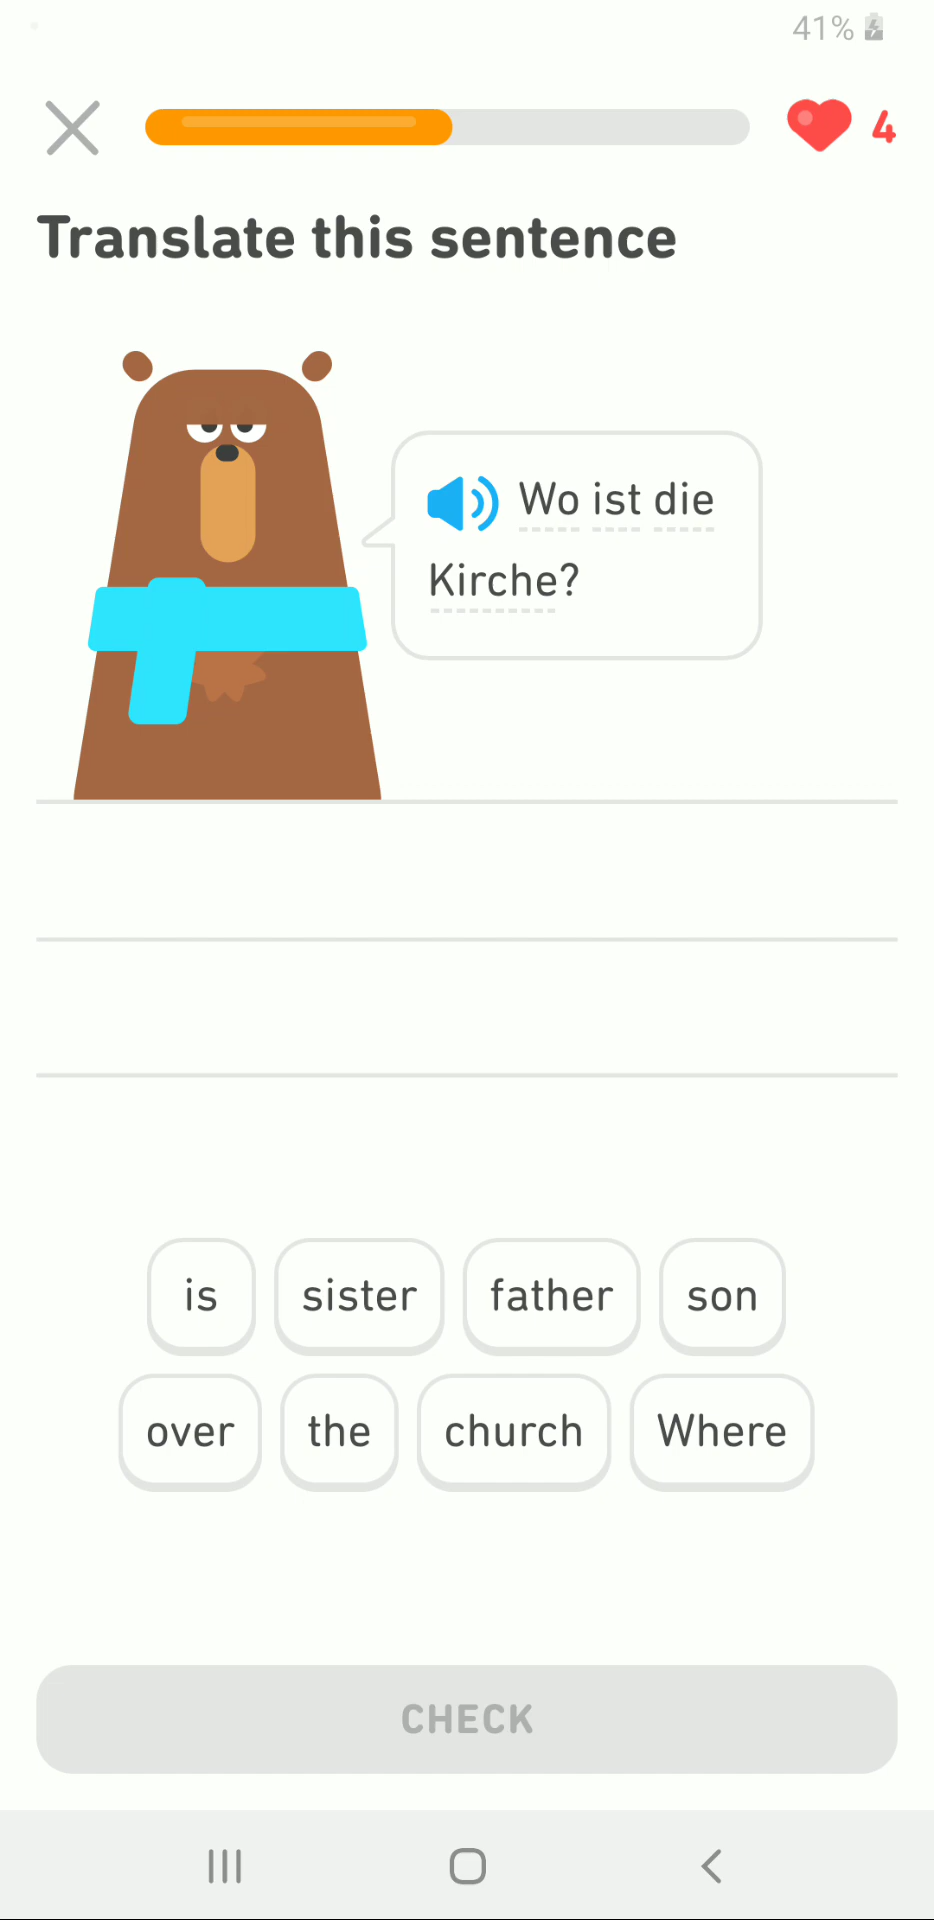 41%
4
Translate this sentence
Wo ist die
Kirche?
is sister father son
over the church Where
CHECK